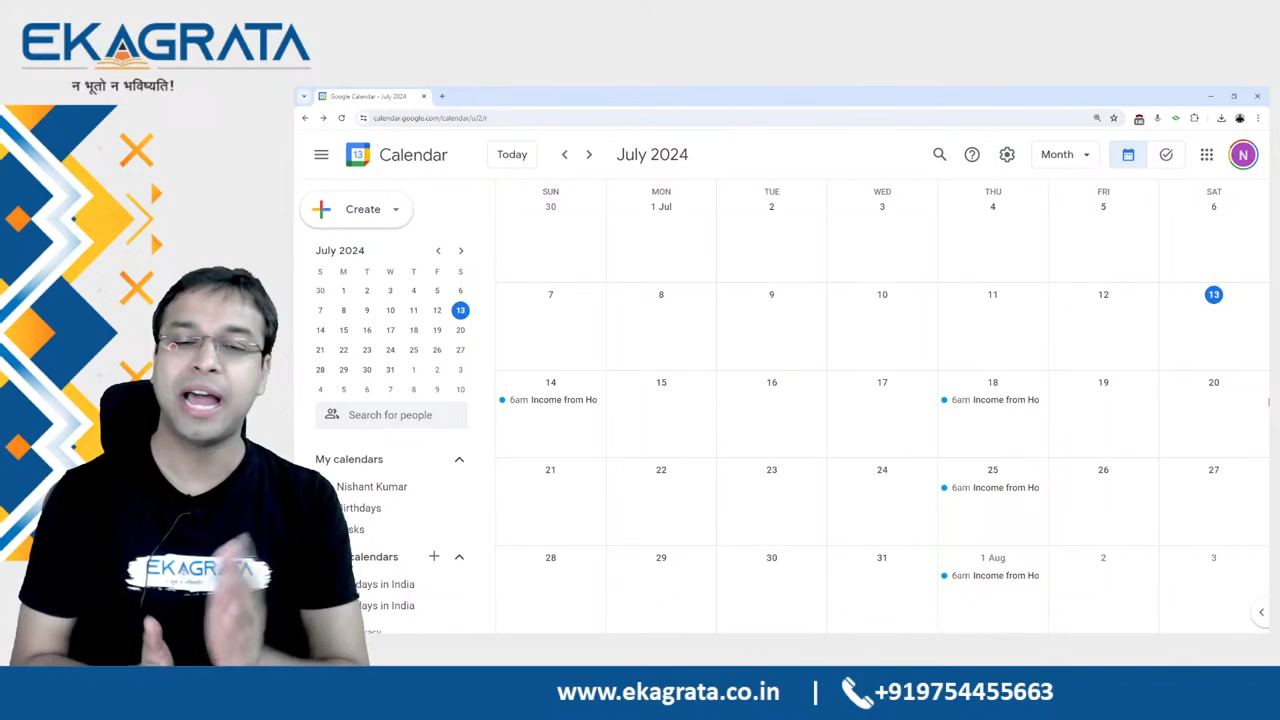 EKAGRATA
न भूतो न भविष्यति!
Google Calendar - July 2024
calendar.google.com/calendar/u/2/r
13 Calendar Today July 2024 Month N
Create
July 2024
S M T W T F S
30 1 2 3 4 5 6
7 8 9 10 11 12 13
14 15 16 17 18 19 20
21 22 23 24 25 26 27
28 29 30 31 1 2 3
4 5 6 7 8 9 10
Search for people
My calendars
Nishant Kumar
irthdays
sks
calendars
days in India
days in India
SUN MON TUE WED THU FRI SAT
30 1 Jul 2 3 4 5 6
7 8 9 10 11 12 13
14 15 16 17 18 19 20
6am Income from Ho 6am Income from Ho
21 22 23 24 25 26 27
6am Income from Ho
28 29 30 31 1 Aug 2 3
6am Income from Ho
EKAGRATA
www.ekagrata.co.in | +919754455663